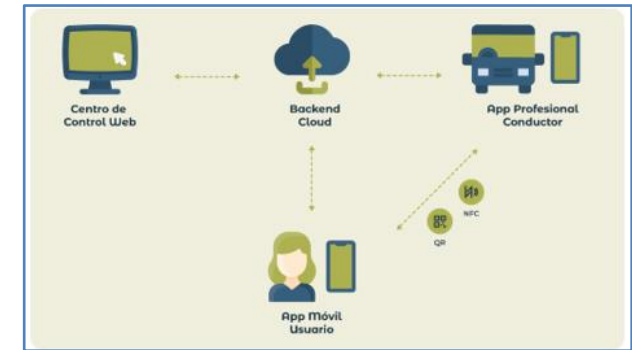 Centro de
Control Web
Backend
Cloud
App Profesional
Conductor
NFC
QR
App Móvil
Usuario